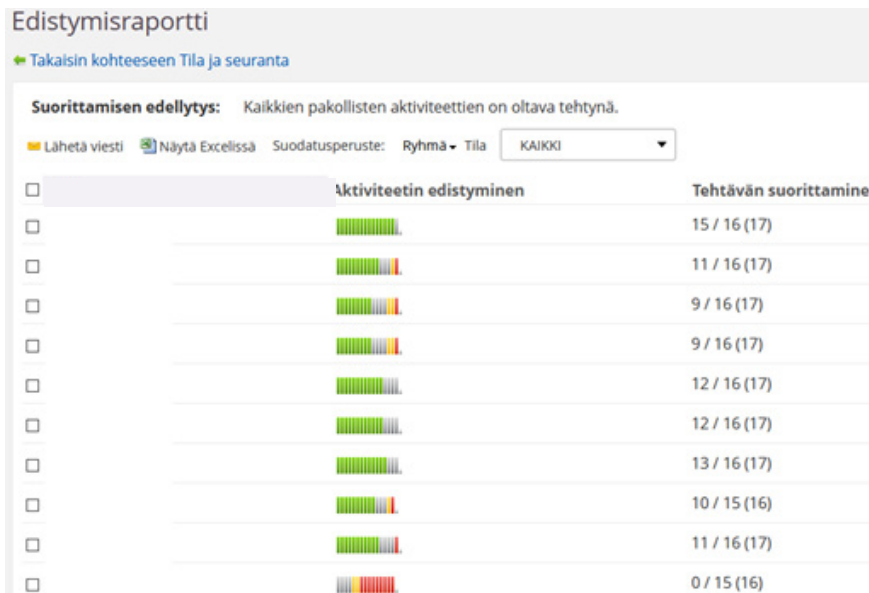 Edistymisraportti
Takaisin kohteeseen Tila ja seuranta
Suorittamisen edellytys: Kaikkien pakollisten aktiviteettien on oltava tehtynä.
Lähetä viesti Näytä Excelissä Suodatusperuste: Ryhmä Tila KAIKKI
Aktiviteetin edistyminen Tehtävän suorittamine
15 / 16 (17)
11 / 16 (17)
9 / 16 (17)
9 / 16 (17)
12 / 16 (17)
12 / 16 (17)
13 / 16 (17)
10 / 15 (16)
11 / 16 (17)
0 / 15 (16)